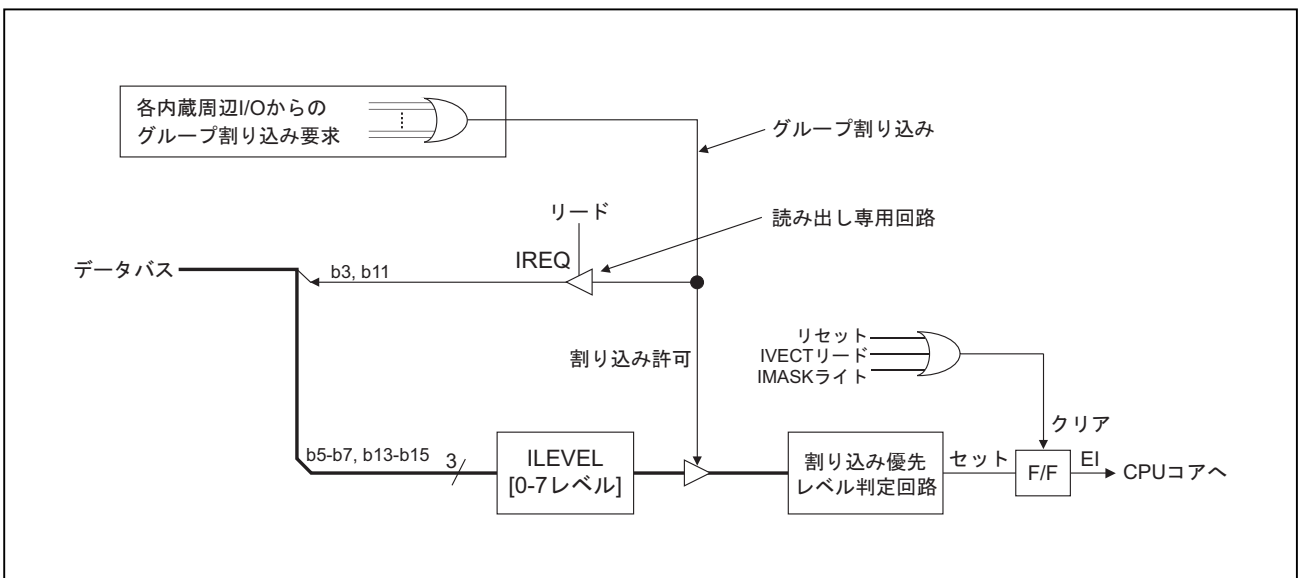 各内蔵周辺I/Oからの
グループ割り込み要求
グループ割り込み
リード
読み出し専用回路
IREQ
データバス
b3, b11
リセット
IVECTリード
IMASKライト
割り込み許可
クリア
b5-b7, b13-b15
3
ILEVEL
[0-7レベル]
割り込み優先
レベル判定回路
セット
F/F
EI
CPUコアへ